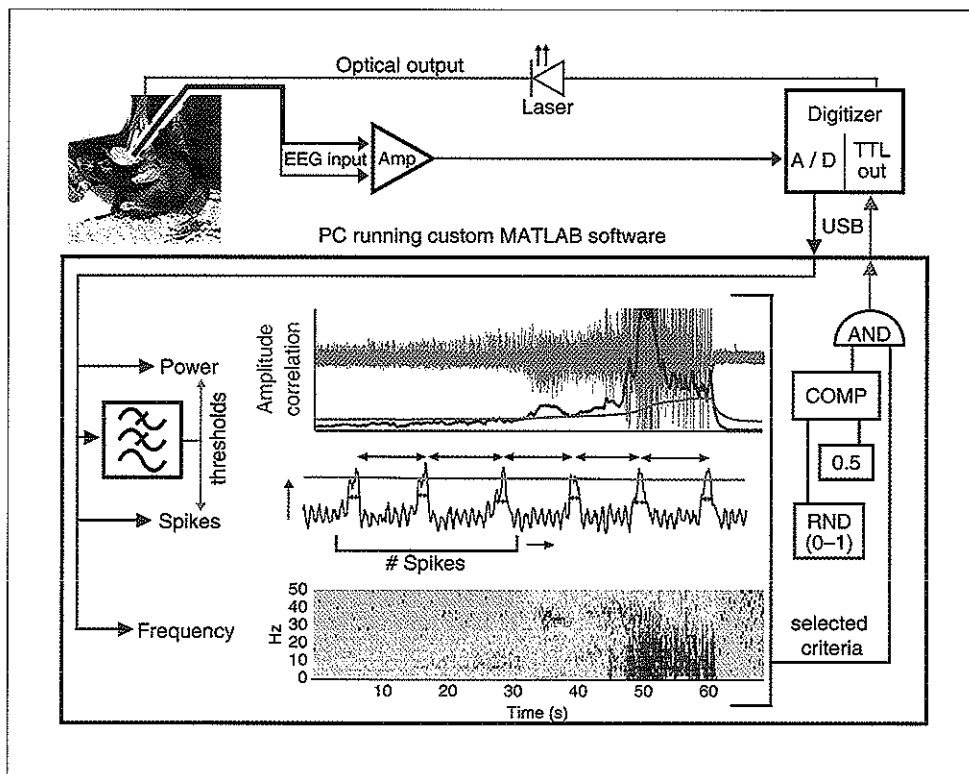 Optical output
Laser
Digitizer
A / D
TTL
out
EEG input
Amp
USB
PC running custom MATLAB software
Power
thresholds
Spikes
Frequency
Amplitude
correlation
# Spikes
Hz
50
40
30
20
10
0
10 20 30 40 50 60
Time (s)
AND
COMP
0.5
RND
(0–1)
selected
criteria